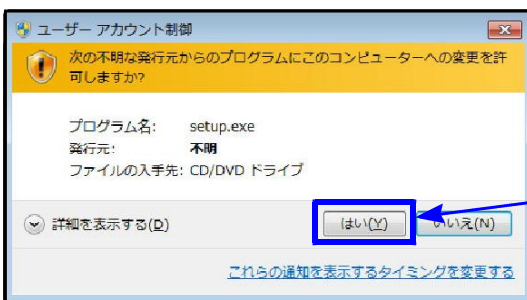 ユーザー アカウント制御
次の不明な発行元からのプログラムにこのコンピューターへの変更を許
可しますか?
プログラム名: setup.exe
発行元: 不明
ファイルの入手先: CD/DVD ドライブ
詳細を表示する(D) はい(Y) いいえ(N)
これらの通知を表示するタイミングを変更する